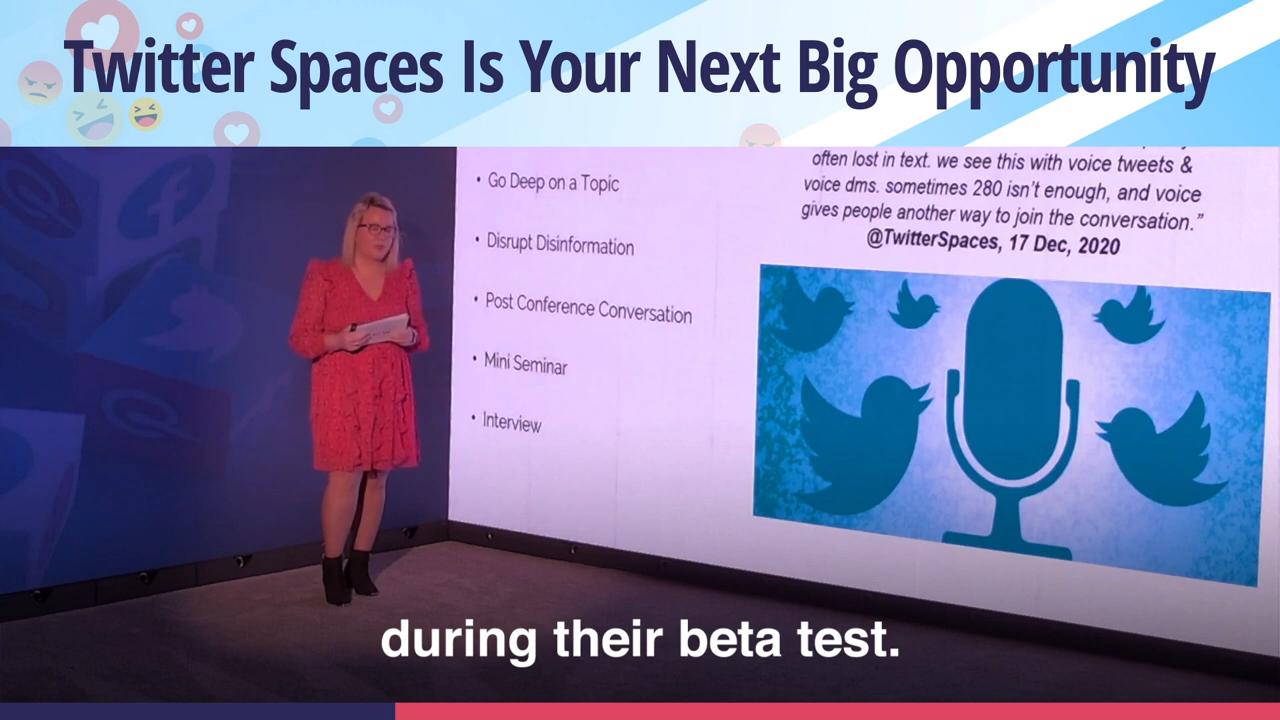 Twitter Spaces Is Your Next Big Opportunity
• Go Deep on a Topic
• Disrupt Disinformation
• Post Conference Conversation
• Mini Seminar
• Interview
often lost in text. we see this with voice tweets &
voice dms. sometimes 280 isn't enough, and voice
gives people another way to join the conversation."
@TwitterSpaces, 17 Dec, 2020
during their beta test.